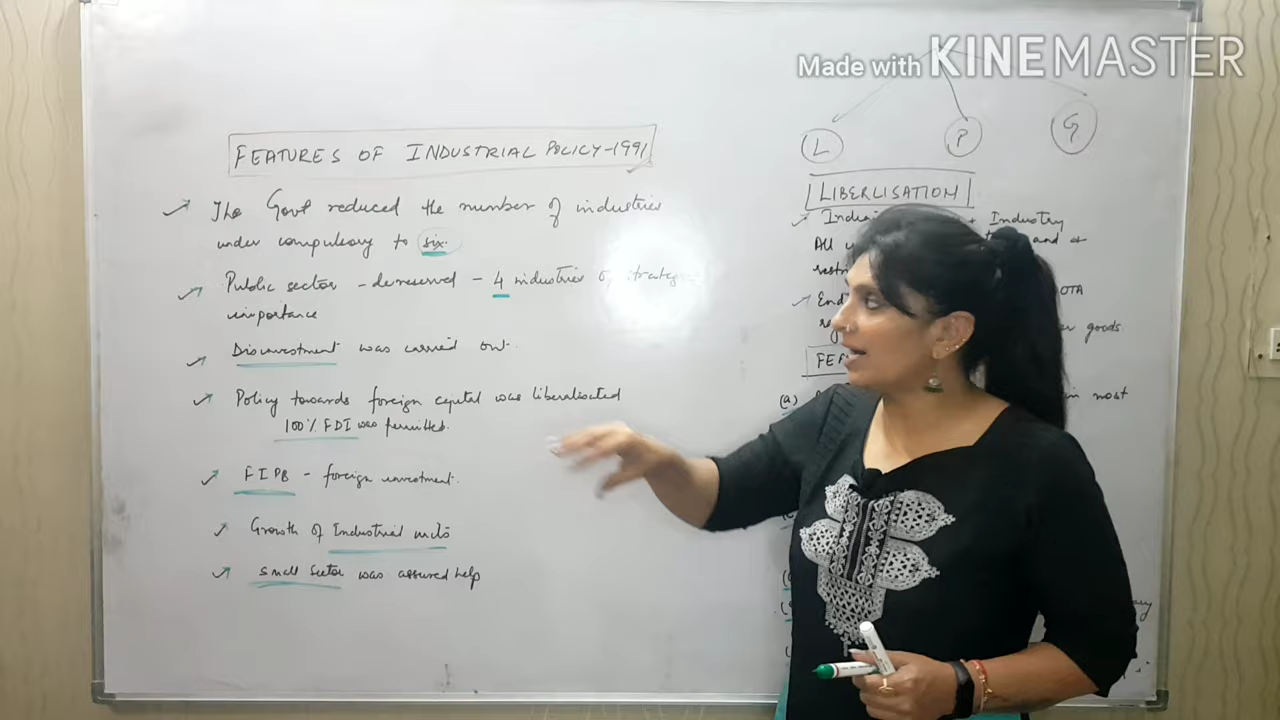 Made with KINEMASTER
FEATURES OF INDUSTRIAL POLICY-1991
The Govt reduced the number of industries
under compulsory to six.
Public sector - dereserved - 4 industries of strategic
importance
Disinvestment was carried out.
Policy towards foreign capital was liberalisated
100% FDI was permitted.
FIPB - foreign investment.
Growth of Industrial units
Small Sector was assured help
L P G
LIBERLISATION
Industry
All and
restri
End OTA
goods
FE
(a) in most